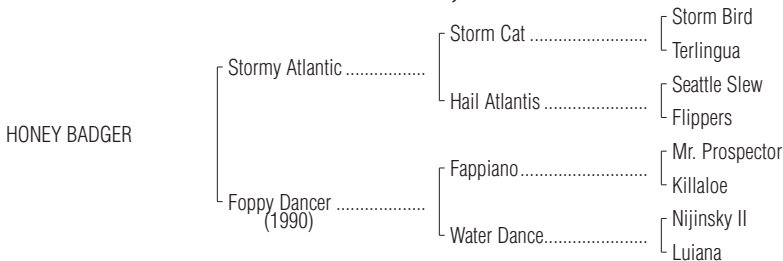 Storm Bird
Storm Cat ..........................
Terlingua
Stormy Atlantic .................
Seattle Slew
Hail Atlantis .......................
Flippers
HONEY BADGER
Mr. Prospector
Fappiano............................
Killaloe
Foppy Dancer ...................
(1990)
Nijinsky II
Water Dance.......................
Luiana